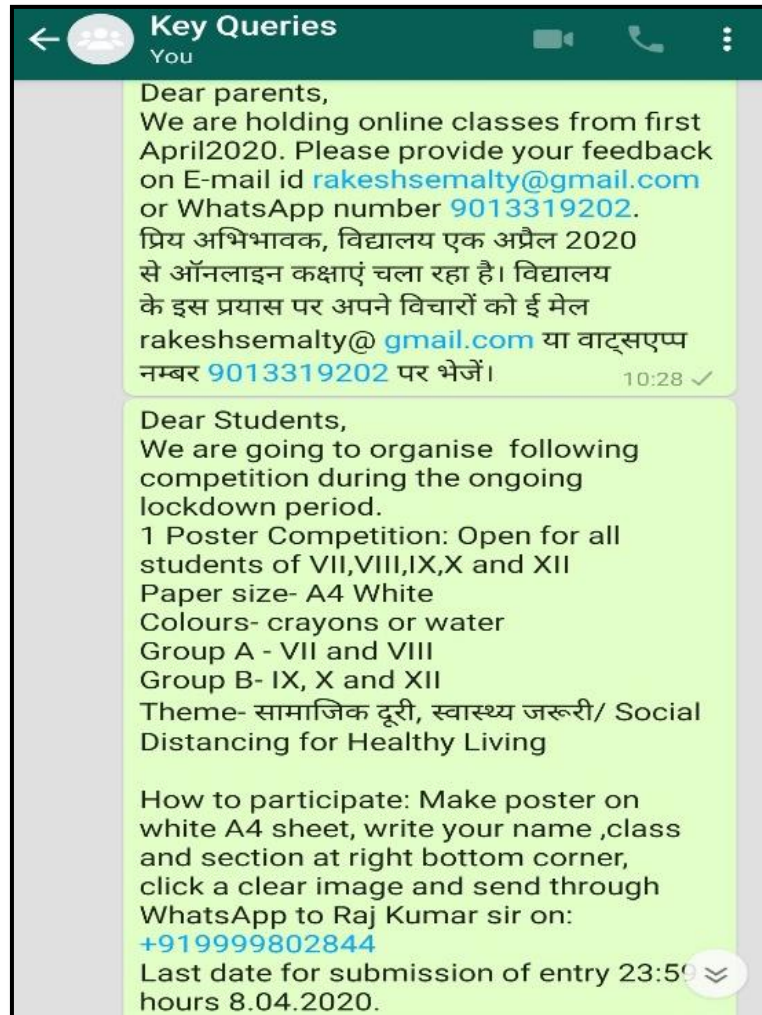 Key Queries
You
Dear parents,
We are holding online classes from first
April2020. Please provide your feedback
on E-mail id rakeshsemalty@gmail.com
or WhatsApp number 9013319202.
प्रिय अभिभावक, विद्यालय एक अप्रैल 2020
से ऑनलाइन कक्षाएं चला रहा है। विद्यालय
के इस प्रयास पर अपने विचारों को ई मेल
rakeshsemalty@ gmail.com या वाट्सएप्प
नम्बर 9013319202 पर भेजें।
10:28
Dear Students,
We are going to organise  following
competition during the ongoing
lockdown period.
1 Poster Competition: Open for all
students of VII,VIII,IX,X and XII
Paper size- A4 White
Colours- crayons or water
Group A - VII and VIII
Group B- IX, X and XII
Theme- सामाजिक दूरी, स्वास्थ्य जरूरी/ Social
Distancing for Healthy Living
How to participate: Make poster on
white A4 sheet, write your name ,class
and section at right bottom corner,
click a clear image and send through
WhatsApp to Raj Kumar sir on:
+919999802844
Last date for submission of entry 23:59
hours 8.04.2020.